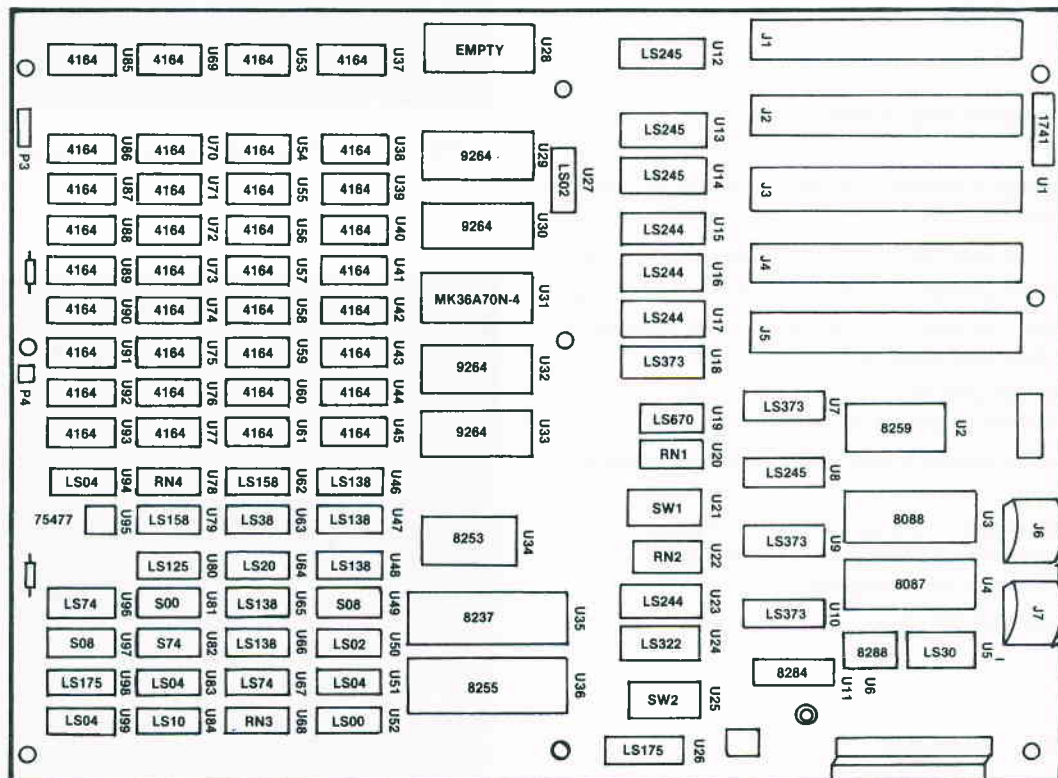 4164 U85 4164 U69 4164 U53 4164 U37 EMPTY U28 LS245 U12 J1
P3 1741 U1
4164 U86 4164 U70 4164 U54 4164 U38 9264 U29 LS02 U27 LS245 U13 J2
4164 U87 4164 U71 4164 U55 4164 U39 LS245 U14 J3
4164 U88 4164 U72 4164 U56 4164 U40 9264 U30 LS244 U15
4164 U89 4164 U73 4164 U57 4164 U41 LS244 U16 J4
4164 U90 4164 U74 4164 U58 4164 U42 MK36A70N-4 U31 LS244 U17
4164 U91 4164 U75 4164 U59 4164 U43 9264 U32 LS373 U18 J5
P4 4164 U92 4164 U76 4164 U60 4164 U44
4164 U93 4164 U77 4164 U61 4164 U45 9264 U33 LS670 U19 LS373 U7 8259 U2
RN1 U20
LS04 U94 RN4 U78 LS158 U62 LS138 U46 LS245 U8
75477 U95 LS158 U79 LS38 U63 LS138 U47 SW1 U21 8088 U3 J6
LS125 U80 LS20 U64 LS138 U48 8253 U34 RN2 U22 LS373 U9
LS74 U96 S00 U81 LS138 U65 S08 U49 8237 U35 LS244 U23 LS373 U10 8087 U4 J7
S08 U97 S74 U82 LS138 U66 LS02 U50 LS322 U24 8288 U6 LS30 U5
LS175 U98 LS04 U83 LS74 U67 LS04 U51 8255 U36 SW2 U25 8284 U11
LS04 U99 LS10 U84 RN3 U68 LS00 U52
LS175 U26